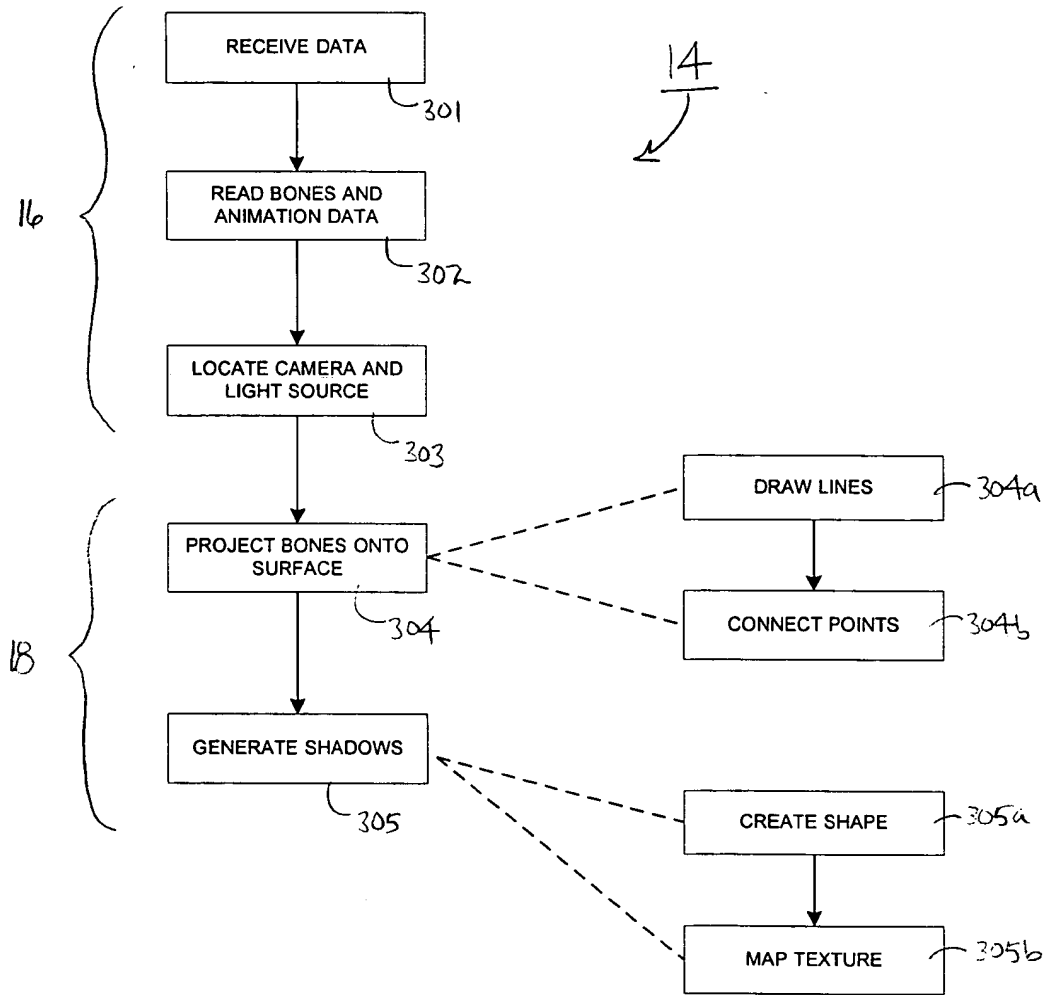 RECEIVE DATA
301
14
READ BONES AND
ANIMATION DATA
302
16
LOCATE CAMERA AND
LIGHT SOURCE
303
PROJECT BONES ONTO
SURFACE
304
DRAW LINES
304a
CONNECT POINTS
304b
18
GENERATE SHADOWS
305
CREATE SHAPE
305a
MAP TEXTURE
305b